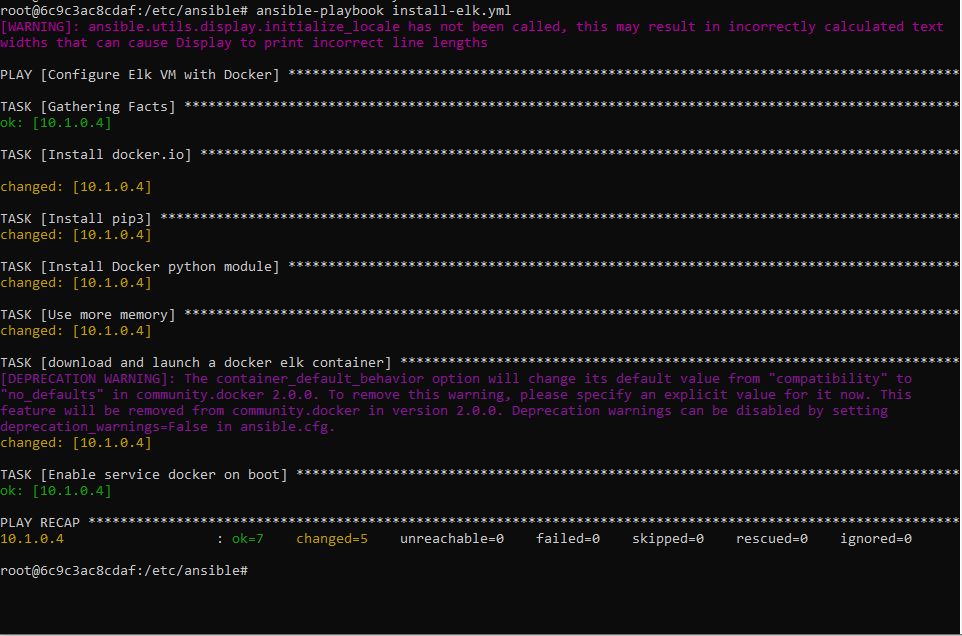 root@6c9c3ac8cdaf:/etc/ansible# ansible-playbook install-elk.yml
[WARNING]: ansible.utils.display.initialize_locale has not been called, this may result in incorrectly calculated text
widths that can cause Display to print incorrect line lengths
PLAY [Configure Elk VM with Docker] ************************************************************************************
TASK [Gathering Facts] *************************************************************************************************
ok: [10.1.0.4]
TASK [Install docker.io] ***********************************************************************************************
changed: [10.1.0.4]
TASK [Install pip3] ****************************************************************************************************
changed: [10.1.0.4]
TASK [Install Docker python module] ************************************************************************************
changed: [10.1.0.4]
TASK [Use more memory] *************************************************************************************************
changed: [10.1.0.4]
TASK [download and launch a docker elk container] **********************************************************************
[DEPRECATION WARNING]: The container_default_behavior option will change its default value from "compatibility" to
"no_defaults" in community.docker 2.0.0. To remove this warning, please specify an explicit value for it now. This
feature will be removed from community.docker in version 2.0.0. Deprecation warnings can be disabled by setting
deprecation_warnings=False in ansible.cfg.
changed: [10.1.0.4]
TASK [Enable service docker on boot] ***********************************************************************************
ok: [10.1.0.4]
PLAY RECAP *************************************************************************************************************
10.1.0.4                   : ok=7    changed=5    unreachable=0    failed=0    skipped=0    rescued=0    ignored=0
root@6c9c3ac8cdaf:/etc/ansible#